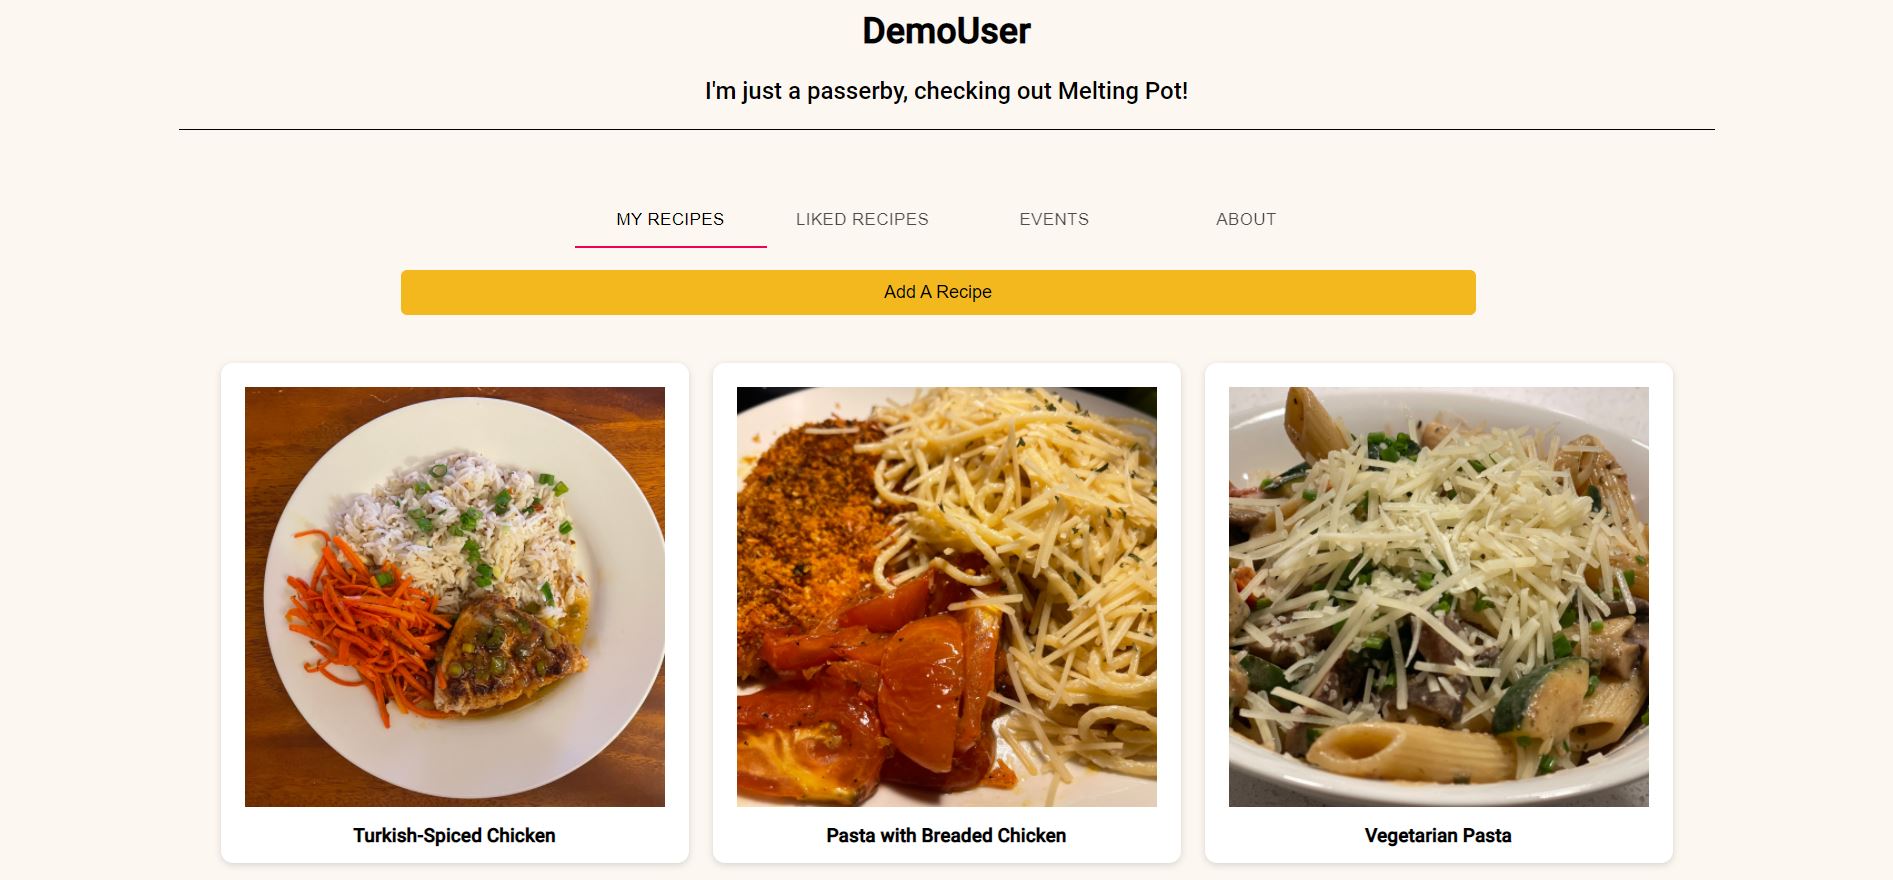 DemoUser
I'm just a passerby, checking out Melting Pot!
MY RECIPES LIKED RECIPES EVENTS ABOUT
Add A Recipe
Turkish-Spiced Chicken Pasta with Breaded Chicken Vegetarian Pasta